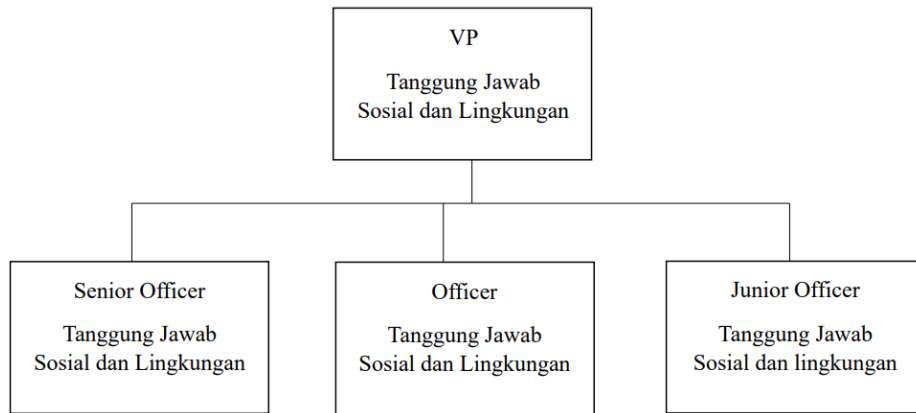 VP
Tanggung Jawab
Sosial dan Lingkungan
Senior Officer
Tanggung Jawab
Sosial dan Lingkungan
Officer
Tanggung Jawab
Sosial dan Lingkungan
Junior Officer
Tanggung Jawab
Sosial dan lingkungan